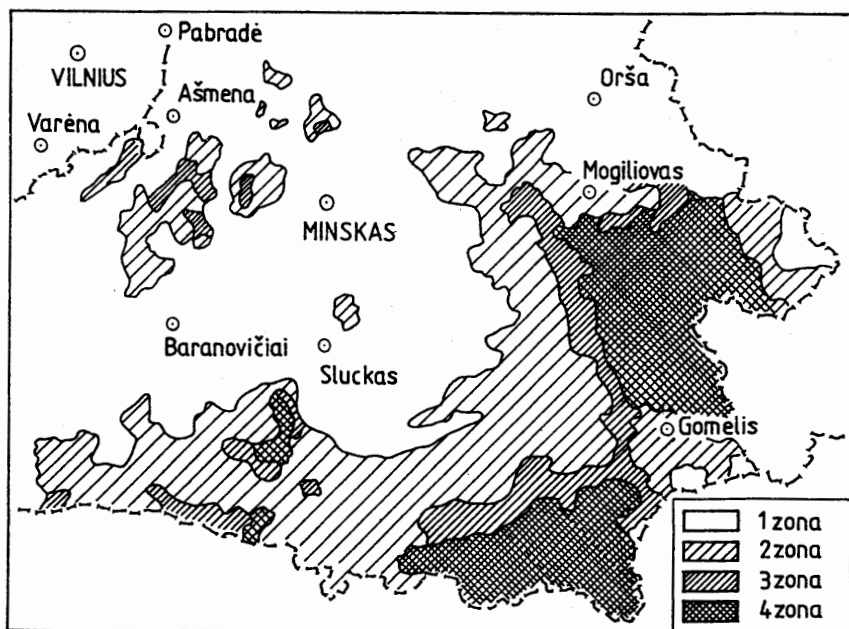 Pabradė
VILNIUS
Ašmena
Varėna
Orša
Mogiliovas
MINSKAS
Baranovičiai
Sluckas
Gomelis
1 zona
2 zona
3 zona
4 zona